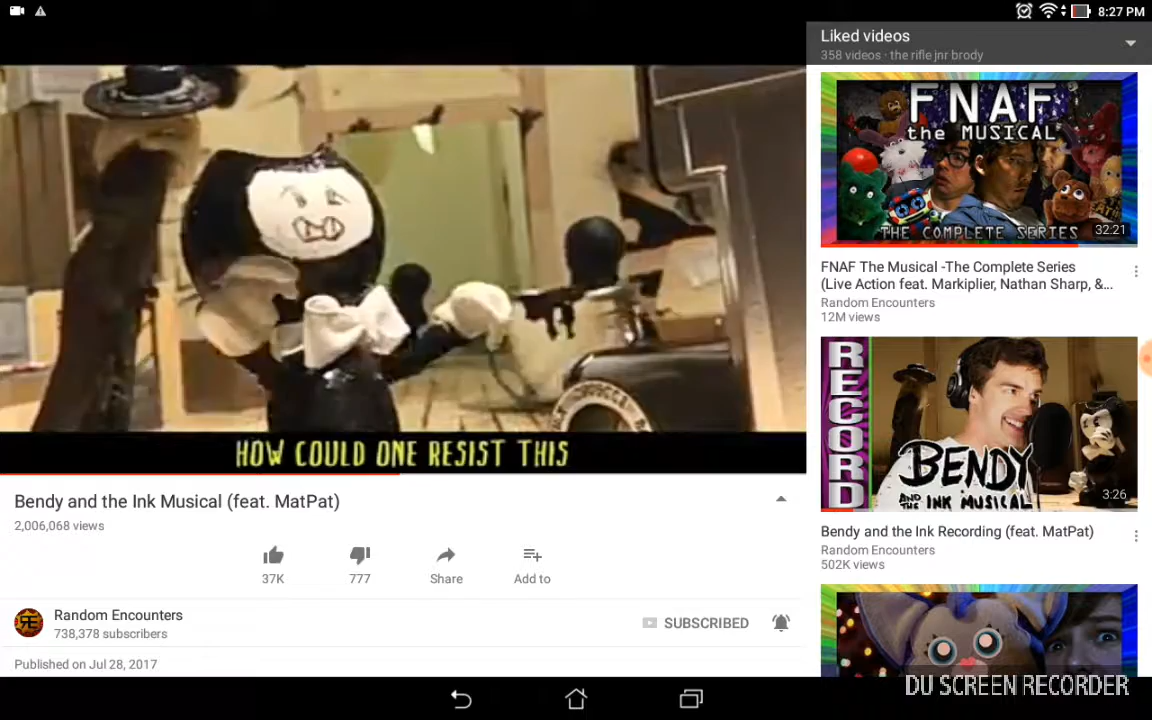 8:27 PM
HOW COULD ONE RESIST THIS
Bendy and the Ink Musical (feat. MatPat)
2,006,068 views
37K
777
Share
Add to
Random Encounters
738,378 subscribers
SUBSCRIBED
Published on Jul 28, 2017
Liked videos
358 videos · the rifle jnr brody
FNAF
the MUSICAL
THE COMPLETE SERIES
32:21
FNAF The Musical -The Complete Series
(Live Action feat. Markiplier, Nathan Sharp, &...
Random Encounters
12M views
RECORD
BENDY
AND THE INK MUSICAL
3:26
Bendy and the Ink Recording (feat. MatPat)
Random Encounters
502K views
DU SCREEN RECORDER